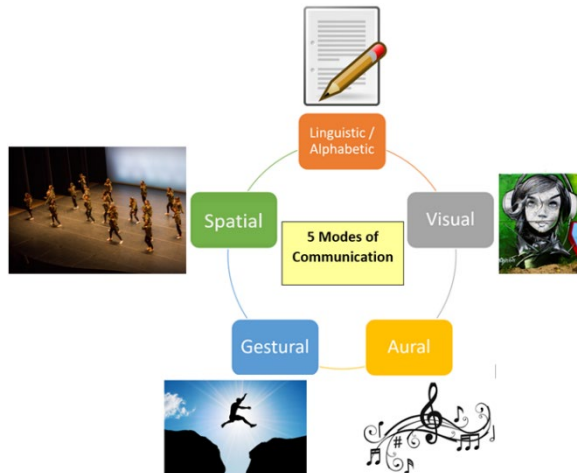 Linguistic /
Alphabetic
Spatial
Visual
5 Modes of
Communication
Gestural
Aural